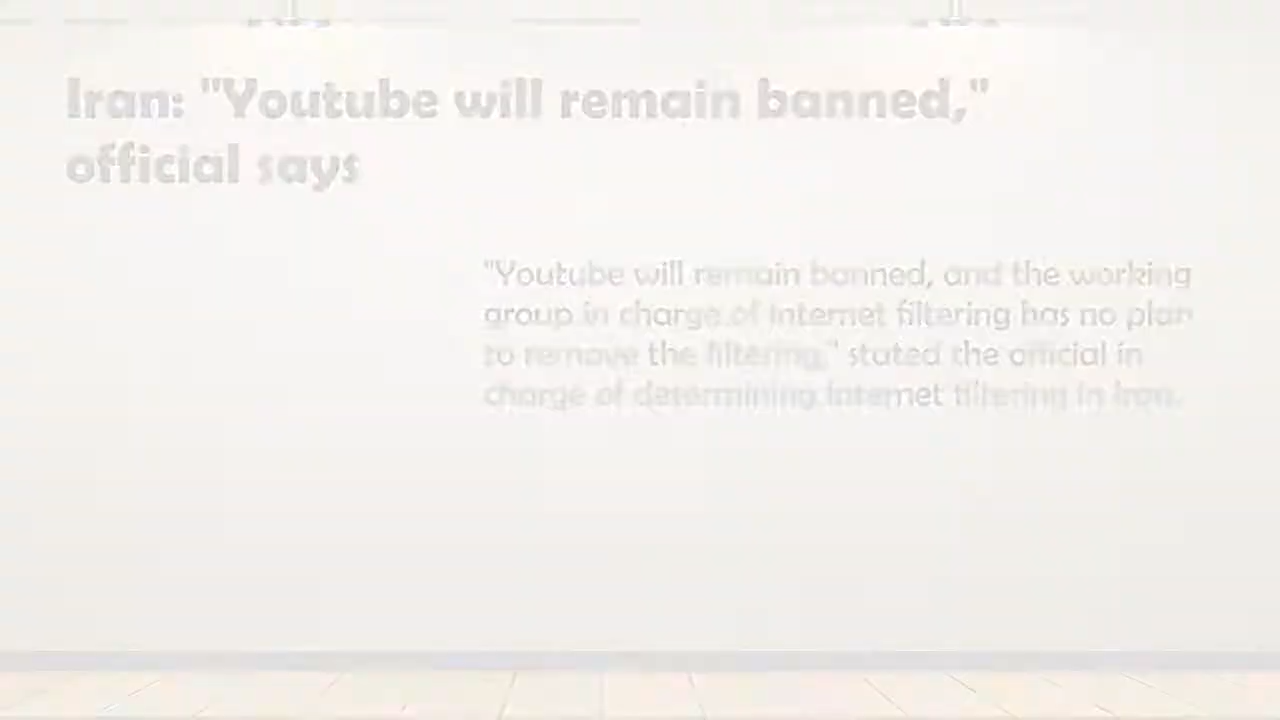 Iran: "Youtube will remain banned,"
official says
"Youtube will remain banned, and the working
group in charge of Internet filtering has no plan
to remove the filtering," stated the official in
charge of determining Internet filtering in Iran.